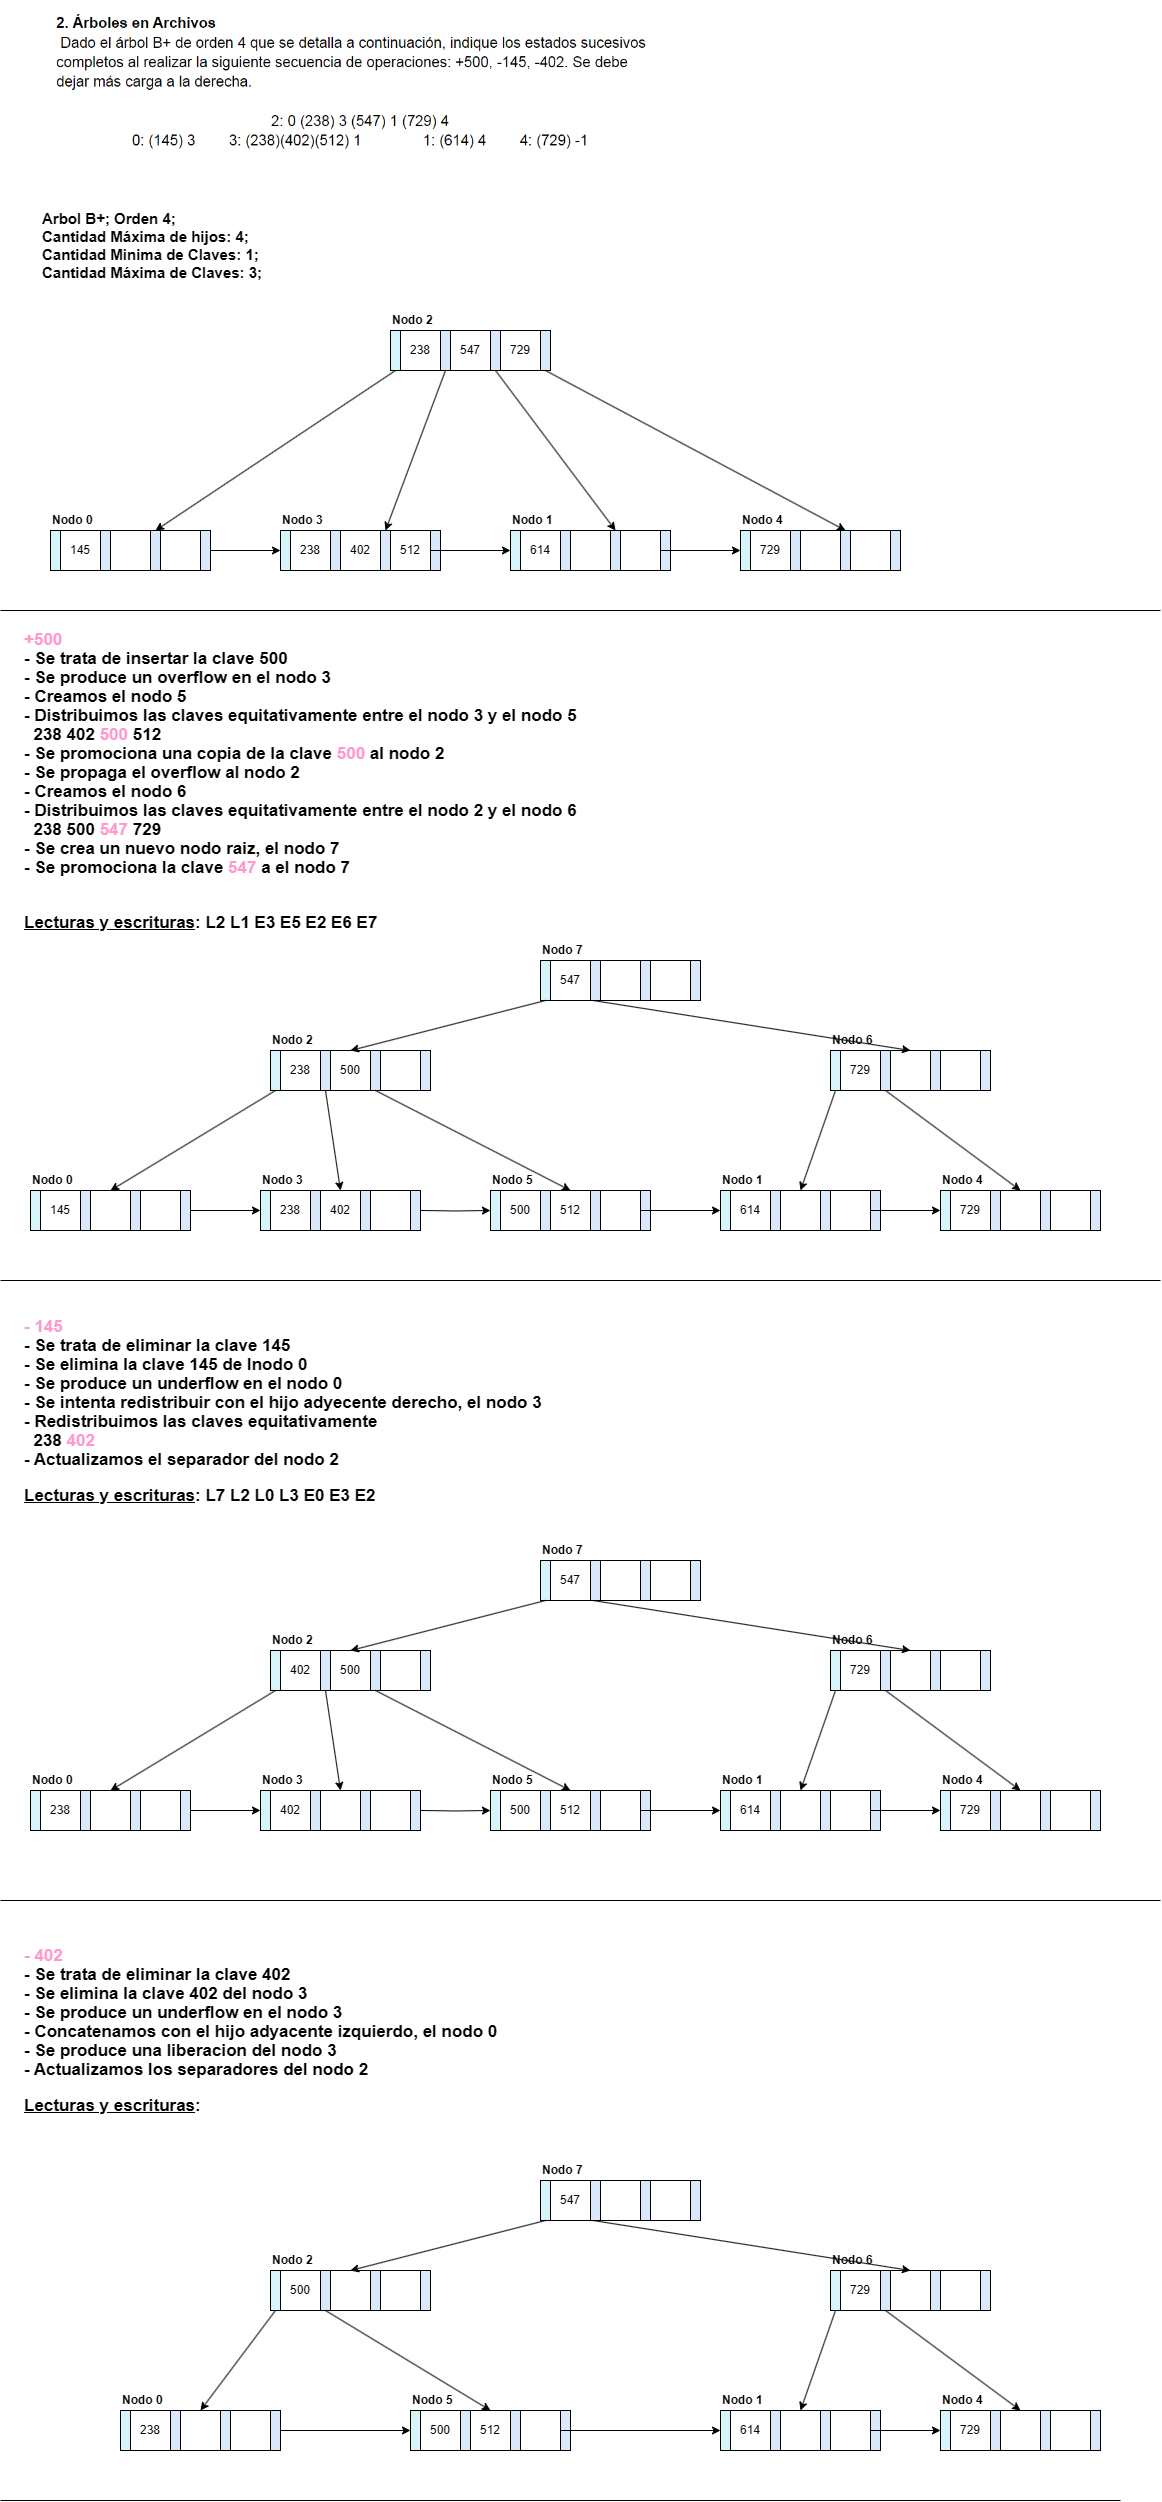 2. Árboles en Archivos
Dado el árbol B+ de orden 4 que se detalla a continuación, indique los estados sucesivos
completos al realizar la siguiente secuencia de operaciones: +500, -145, -402. Se debe
dejar más carga a la derecha.
2: 0 (238) 3 (547) 1 (729) 4
0: (145) 3 3: (238)(402)(512) 1 1: (614) 4 4: (729) -1
Arbol B+; Orden 4;
Cantidad Máxima de hijos: 4;
Cantidad Minima de Claves: 1;
Cantidad Máxima de Claves: 3;
Nodo 2
238 547 729
Nodo 0 Nodo 3 Nodo 1 Nodo 4
145 238 402 512 614 729
+500
- Se trata de insertar la clave 500
- Se produce un overflow en el nodo 3
- Creamos el nodo 5
- Distribuimos las claves equitativamente entre el nodo 3 y el nodo 5
238 402 500 512
- Se promociona una copia de la clave 500 al nodo 2
- Se propaga el overflow al nodo 2
- Creamos el nodo 6
- Distribuimos las claves equitativamente entre el nodo 2 y el nodo 6
238 500 547 729
- Se crea un nuevo nodo raiz, el nodo 7
- Se promociona la clave 547 a el nodo 7
Lecturas y escrituras: L2 L1 E3 E5 E2 E6 E7
Nodo 7
547
Nodo 2 Nodo 6
238 500 729
Nodo 0 Nodo 3 Nodo 5 Nodo 1 Nodo 4
145 238 402 500 512 614 729
- 145
- Se trata de eliminar la clave 145
- Se elimina la clave 145 de lnodo 0
- Se produce un underflow en el nodo 0
- Se intenta redistribuir con el hijo adyecente derecho, el nodo 3
- Redistribuimos las claves equitativamente
238 402
- Actualizamos el separador del nodo 2
Lecturas y escrituras: L7 L2 L0 L3 E0 E3 E2
Nodo 7
547
Nodo 2 Nodo 6
402 500 729
Nodo 0 Nodo 3 Nodo 5 Nodo 1 Nodo 4
238 402 500 512 614 729
- 402
- Se trata de eliminar la clave 402
- Se elimina la clave 402 del nodo 3
- Se produce un underflow en el nodo 3
- Concatenamos con el hijo adyacente izquierdo, el nodo 0
- Se produce una liberacion del nodo 3
- Actualizamos los separadores del nodo 2
Lecturas y escrituras:
Nodo 7
547
Nodo 2 Nodo 6
500 729
Nodo 0 Nodo 5 Nodo 1 Nodo 4
238 500 512 614 729